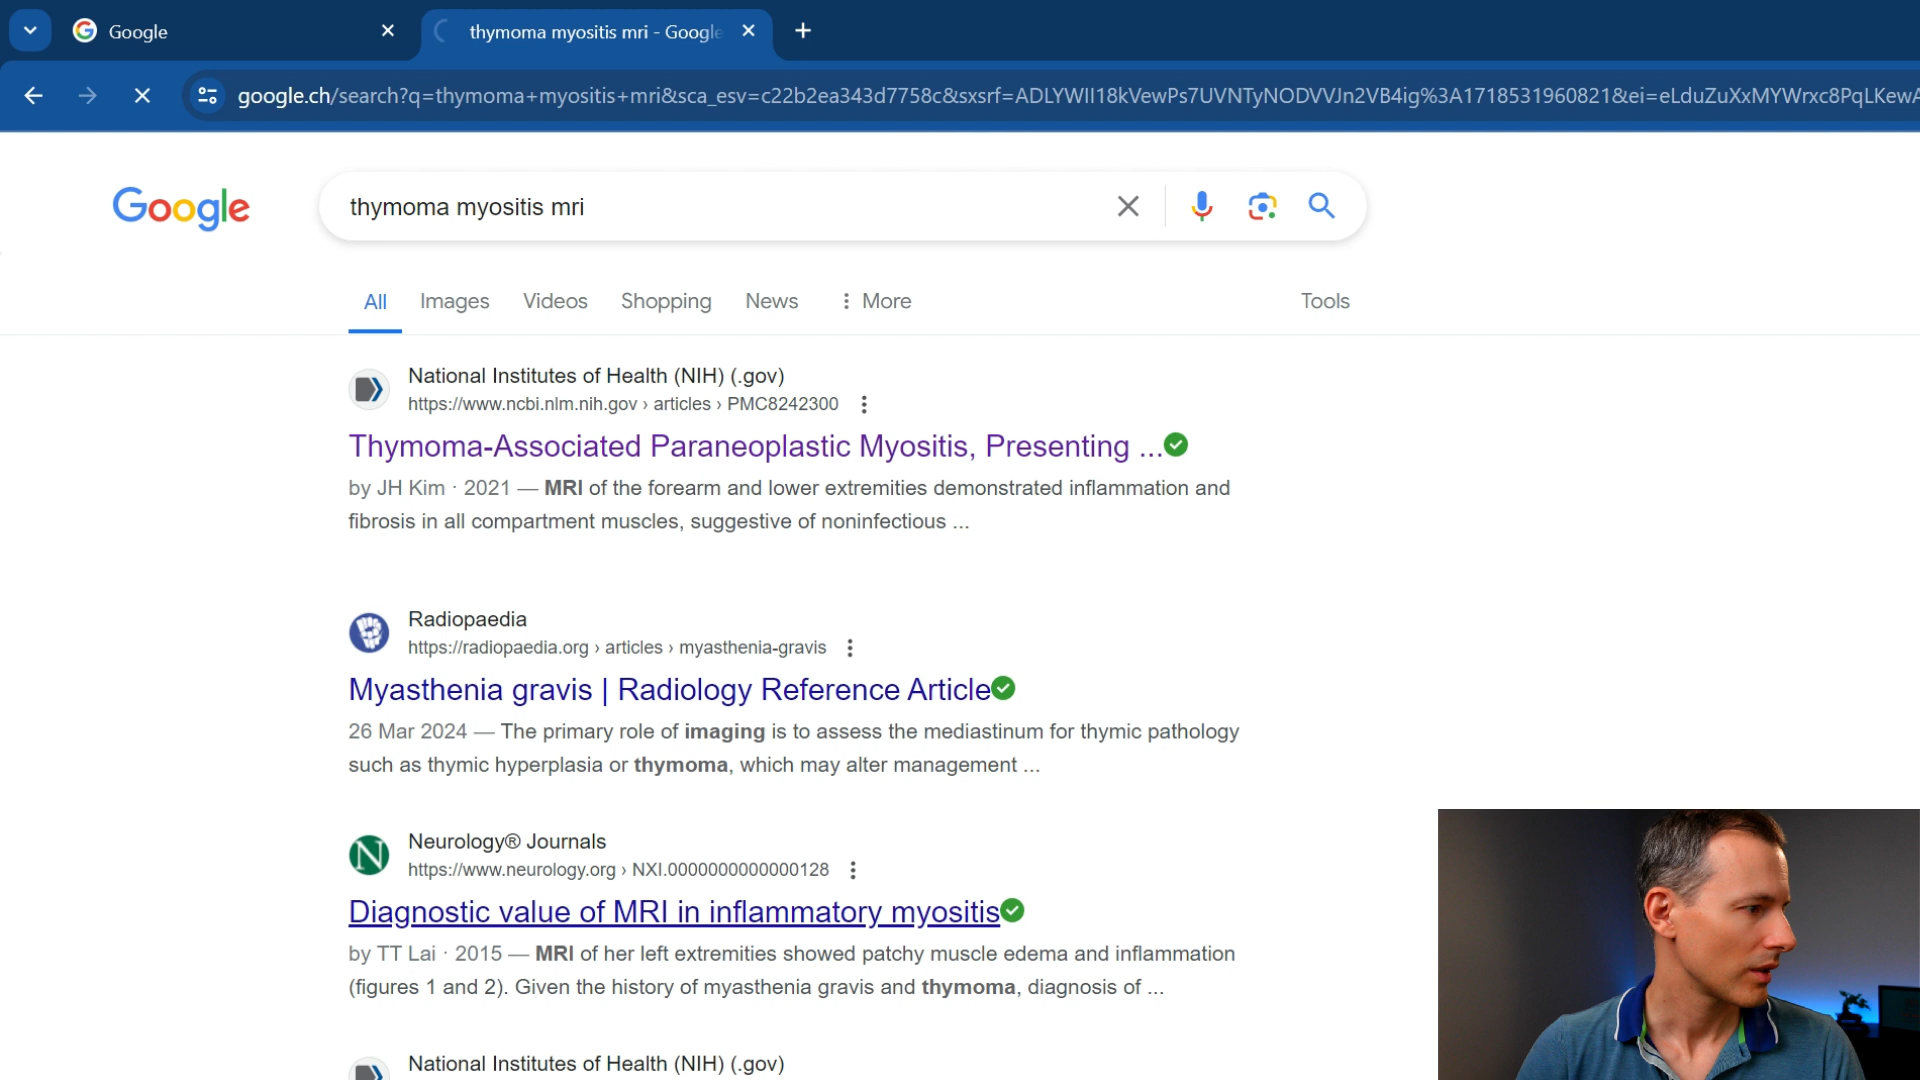 Google
thymoma myositis mri - Google
google.ch/search?q=thymoma+myositis+mri&sca_esv=c22b2ea343d7758c&sxsrf=ADLYWII18kVewPs7UVNTyNODVVJn2VB4ig%3A1718531960821&ei=eLduZuXxMYWrxc8PqLKewA
Google
thymoma myositis mri
All Images Videos Shopping News More Tools
National Institutes of Health (NIH) (.gov)
https://www.ncbi.nlm.nih.gov › articles › PMC8242300
Thymoma-Associated Paraneoplastic Myositis, Presenting ...
by JH Kim · 2021 — MRI of the forearm and lower extremities demonstrated inflammation and
fibrosis in all compartment muscles, suggestive of noninfectious ...
Radiopaedia
https://radiopaedia.org › articles › myasthenia-gravis
Myasthenia gravis | Radiology Reference Article
26 Mar 2024 — The primary role of imaging is to assess the mediastinum for thymic pathology
such as thymic hyperplasia or thymoma, which may alter management ...
Neurology® Journals
https://www.neurology.org › NXI.0000000000000128
Diagnostic value of MRI in inflammatory myositis
by TT Lai · 2015 — MRI of her left extremities showed patchy muscle edema and inflammation
(figures 1 and 2). Given the history of myasthenia gravis and thymoma, diagnosis of ...
National Institutes of Health (NIH) (.gov)